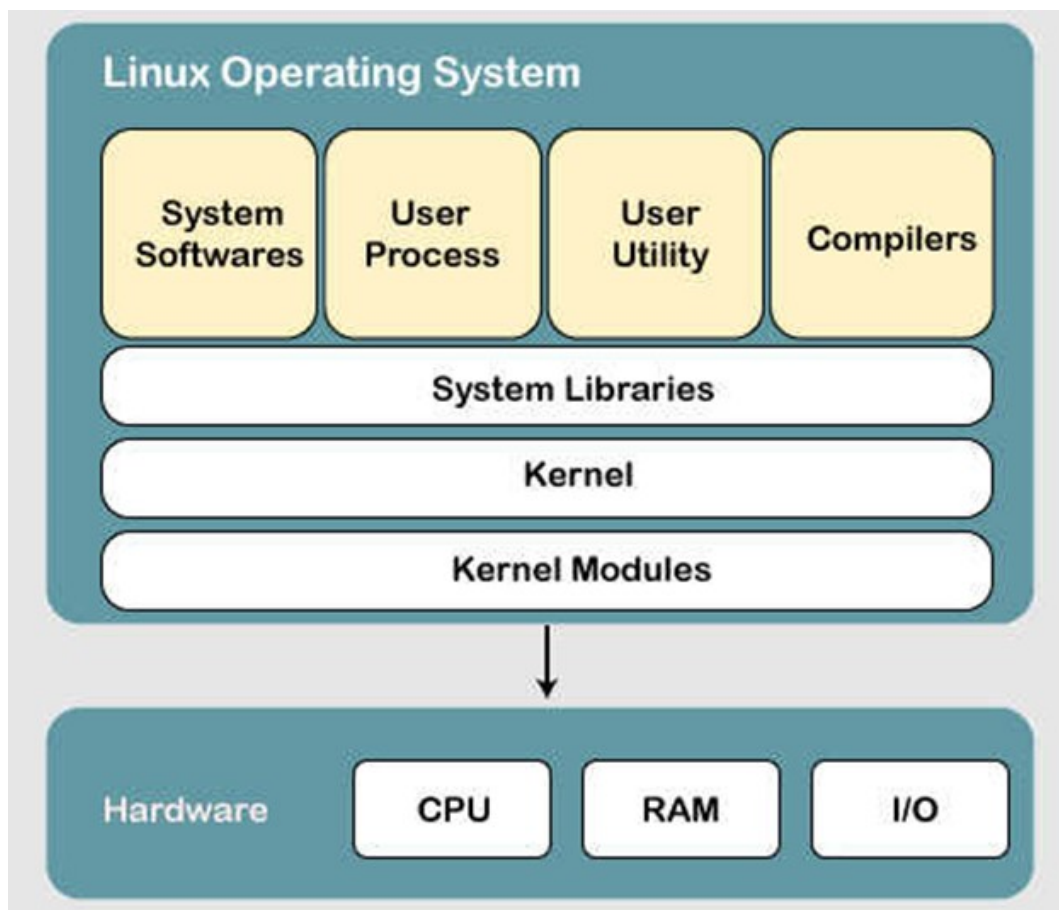 Linux Operating System
System
Softwares
User
Process
User
Utility
Compilers
System Libraries
Kernel
Kernel Modules
Hardware
CPU
RAM
I/O